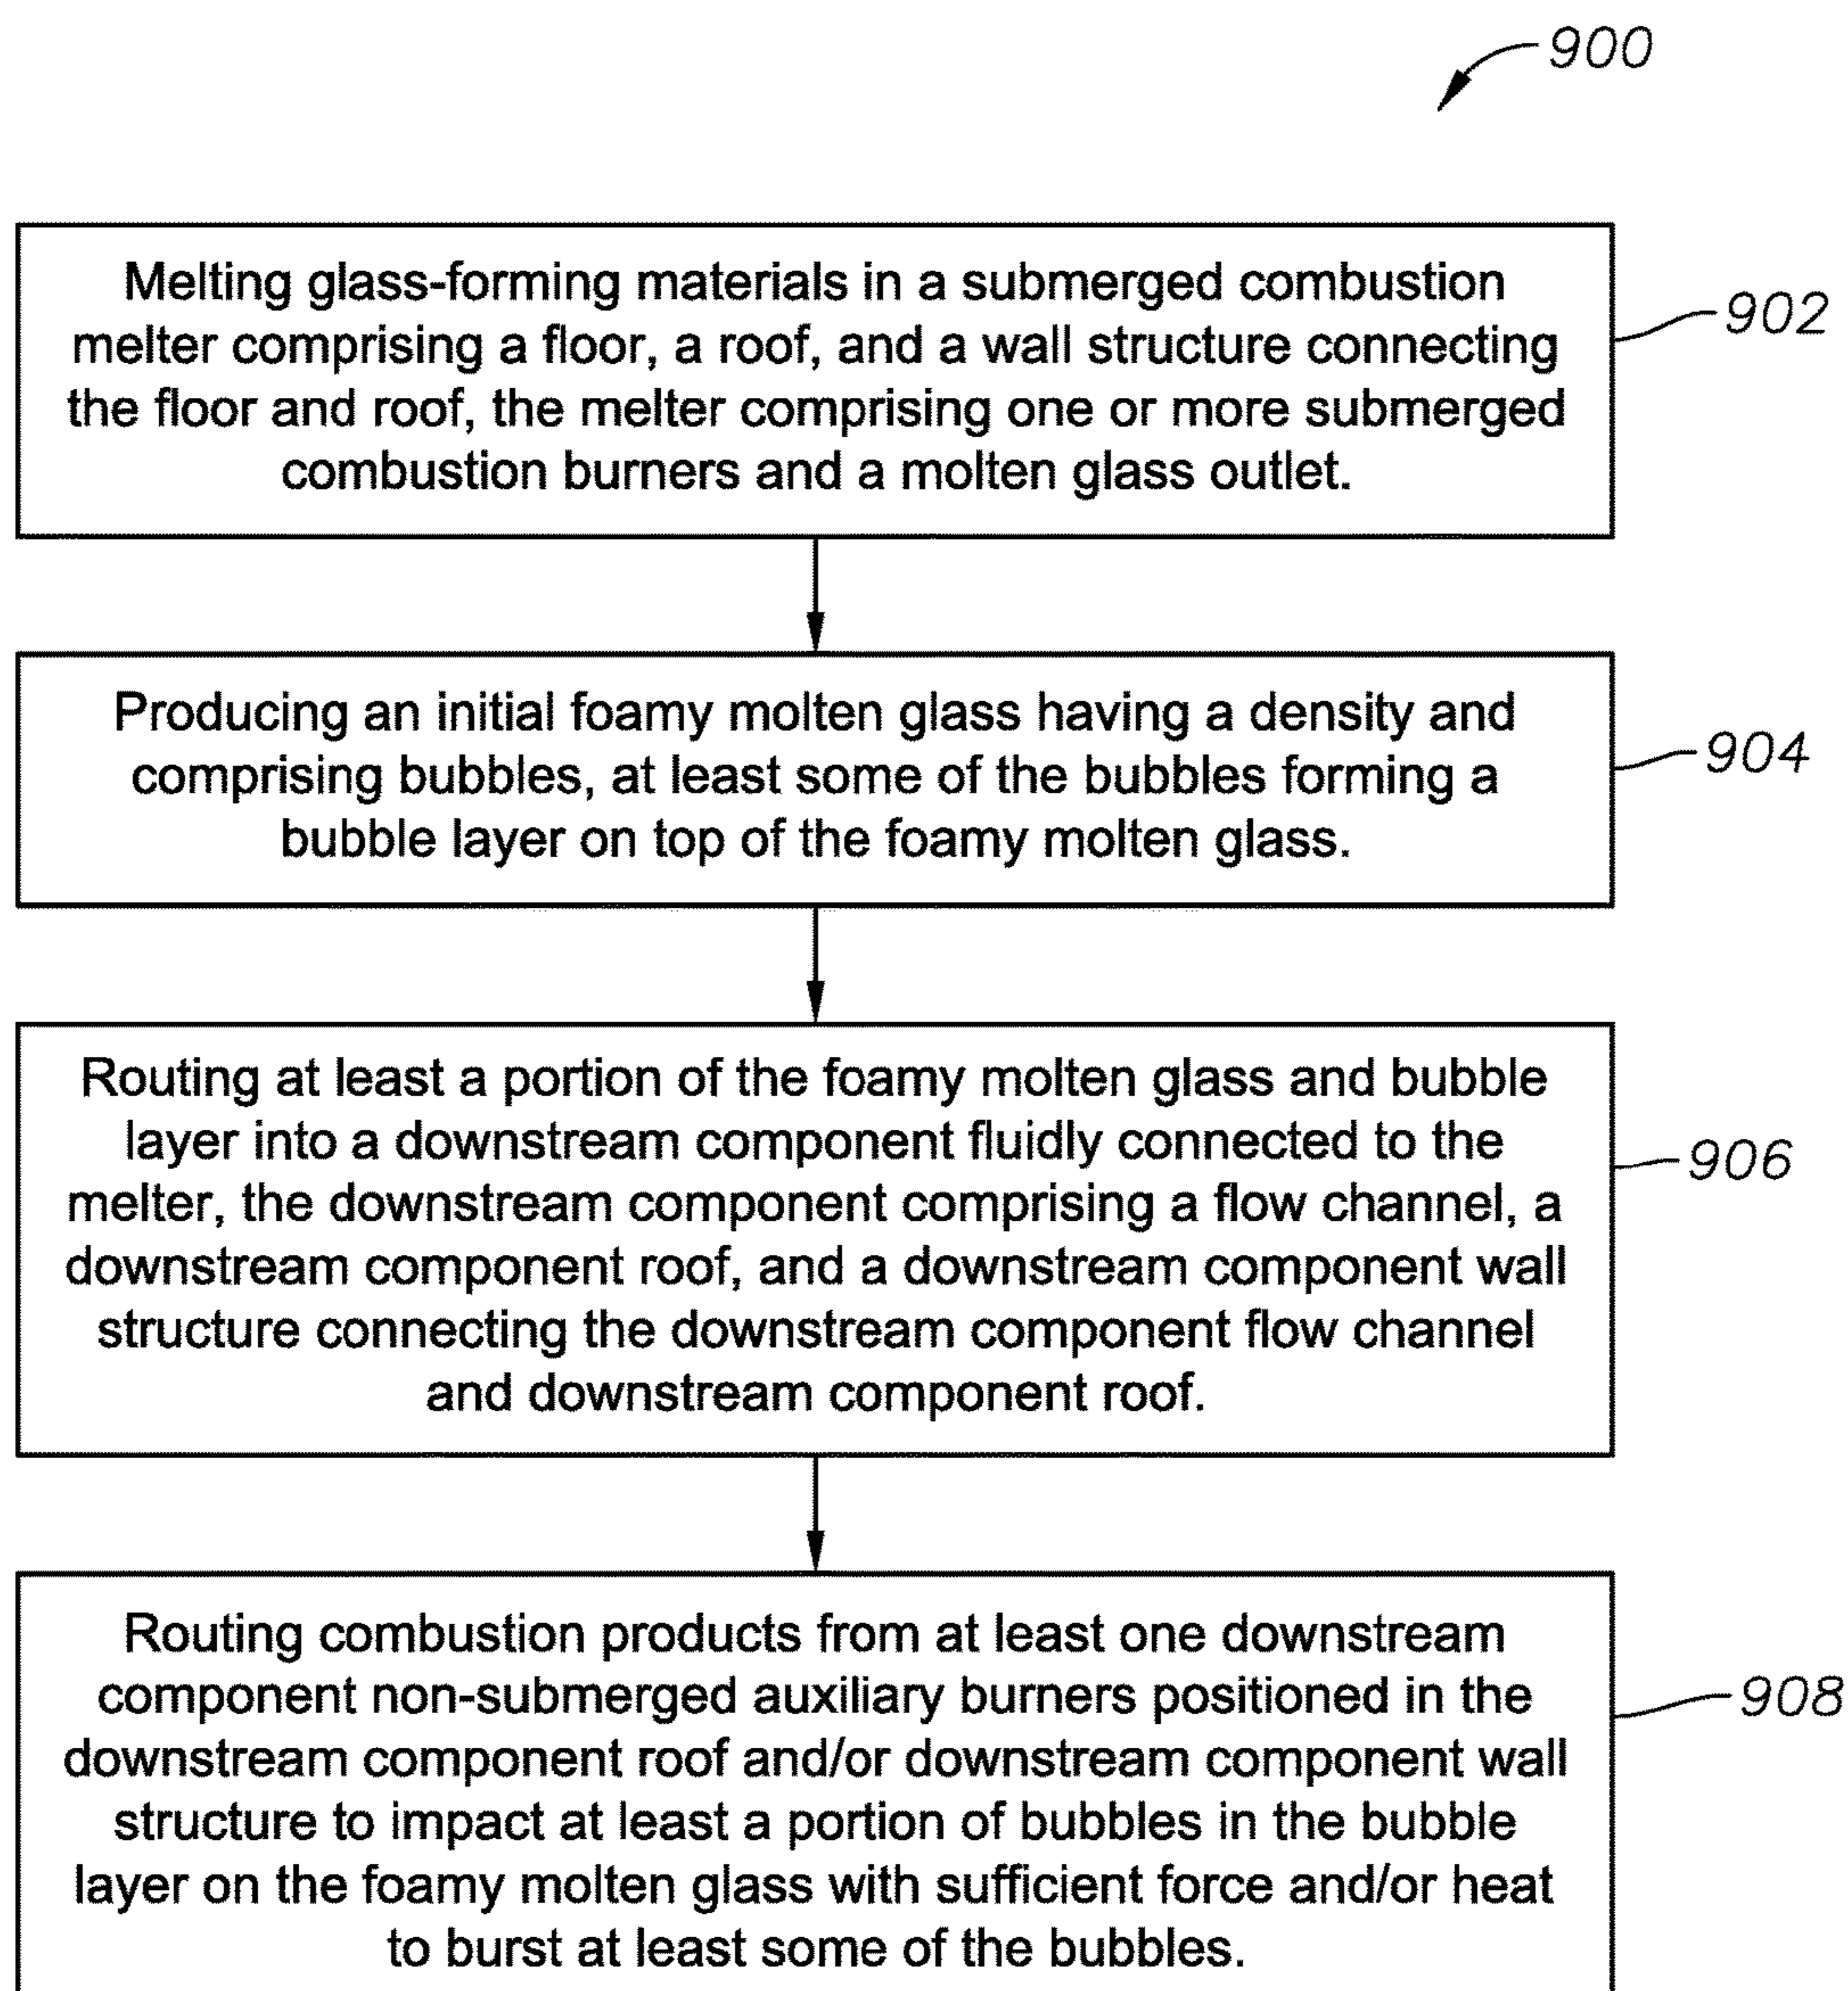 900
Melting glass-forming materials in a submerged combustion
melter comprising a floor, a roof, and a wall structure connecting
the floor and roof, the melter comprising one or more submerged
combustion burners and a molten glass outlet.
902
Producing an initial foamy molten glass having a density and
comprising bubbles, at least some of the bubbles forming a
bubble layer on top of the foamy molten glass.
904
Routing at least a portion of the foamy molten glass and bubble
layer into a downstream component fluidly connected to the
melter, the downstream component comprising a flow channel, a
downstream component roof, and a downstream component wall
structure connecting the downstream component flow channel
and downstream component roof.
906
Routing combustion products from at least one downstream
component non-submerged auxiliary burners positioned in the
downstream component roof and/or downstream component wall
structure to impact at least a portion of bubbles in the bubble
layer on the foamy molten glass with sufficient force and/or heat
to burst at least some of the bubbles.
908